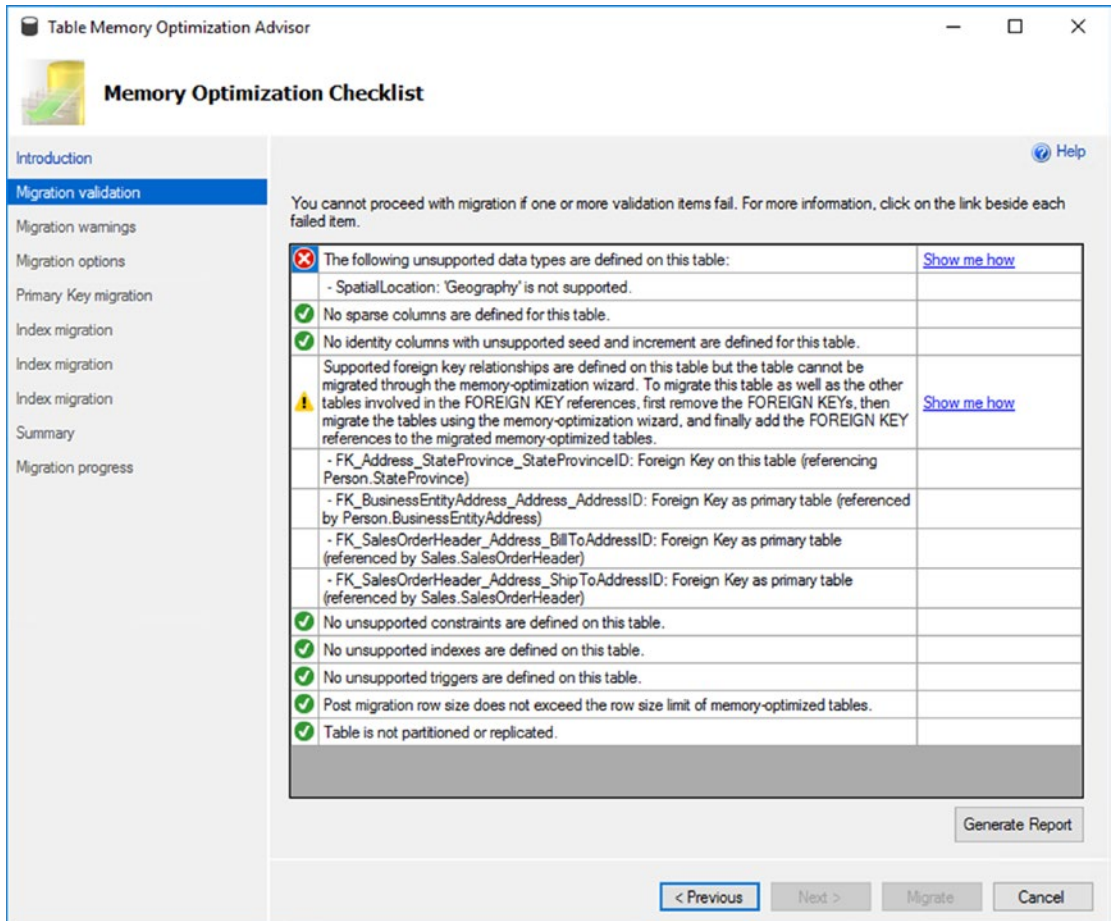 Table Memory Optimization Advisor
Memory Optimization Checklist
Introduction
Migration validation
Migration warnings
Migration options
Primary Key migration
Index migration
Index migration
Index migration
Summary
Migration progress
Help
You cannot proceed with migration if one or more validation items fail. For more information, click on the link beside each
failed item.
The following unsupported data types are defined on this table:
Show me how
- SpatialLocation: 'Geography' is not supported.
No sparse columns are defined for this table.
No identity columns with unsupported seed and increment are defined for this table.
Supported foreign key relationships are defined on this table but the table cannot be
migrated through the memory-optimization wizard. To migrate this table as well as the other
tables involved in the FOREIGN KEY references, first remove the FOREIGN KEYs, then
migrate the tables using the memory-optimization wizard, and finally add the FOREIGN KEY
references to the migrated memory-optimized tables.
Show me how
- FK_Address_StateProvince_StateProvinceID: Foreign Key on this table (referencing
Person.StateProvince)
- FK_BusinessEntityAddress_Address_AddressID: Foreign Key as primary table (referenced
by Person.BusinessEntityAddress)
- FK_SalesOrderHeader_Address_BillToAddressID: Foreign Key as primary table
(referenced by Sales.SalesOrderHeader)
- FK_SalesOrderHeader_Address_ShipToAddressID: Foreign Key as primary table
(referenced by Sales.SalesOrderHeader)
No unsupported constraints are defined on this table.
No unsupported indexes are defined on this table.
No unsupported triggers are defined on this table.
Post migration row size does not exceed the row size limit of memory-optimized tables.
Table is not partitioned or replicated.
Generate Report
< Previous
Next >
Migrate
Cancel